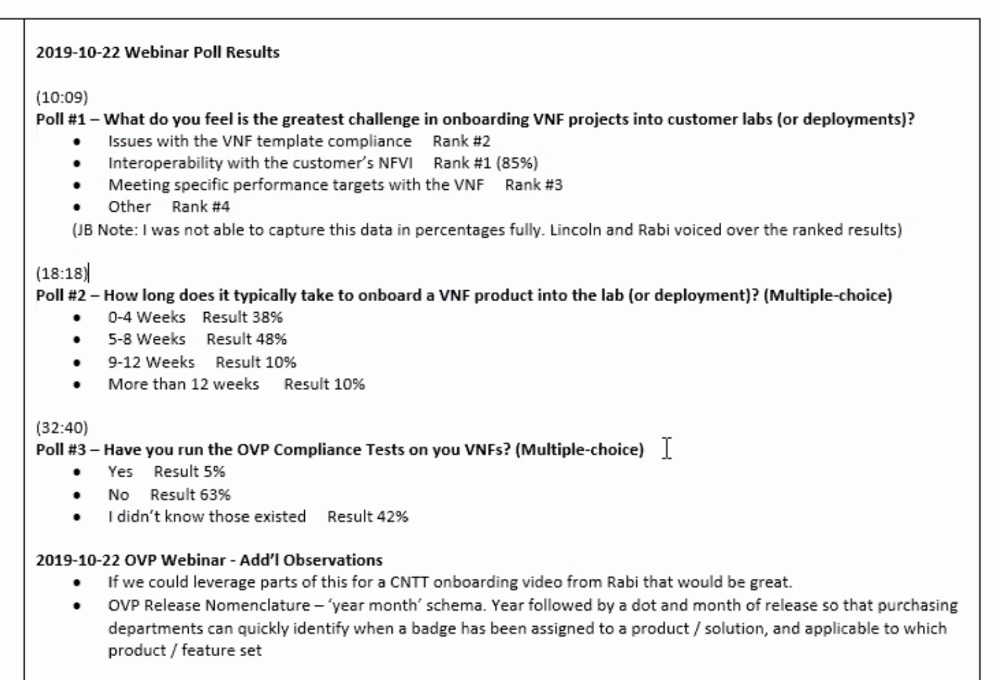 2019-10-22 Webinar Poll Results
(10:09)
Poll #1 – What do you feel is the greatest challenge in onboarding VNF projects into customer labs (or deployments)?
• Issues with the VNF template compliance Rank #2
• Interoperability with the customer’s NFVI Rank #1 (85%)
• Meeting specific performance targets with the VNF Rank #3
• Other Rank #4
(JB Note: I was not able to capture this data in percentages fully. Lincoln and Rabi voiced over the ranked results)
(18:18)
Poll #2 – How long does it typically take to onboard a VNF product into the lab (or deployment)? (Multiple-choice)
• 0-4 Weeks Result 38%
• 5-8 Weeks Result 48%
• 9-12 Weeks Result 10%
• More than 12 weeks Result 10%
(32:40)
Poll #3 – Have you run the OVP Compliance Tests on you VNFs? (Multiple-choice)
• Yes Result 5%
• No Result 63%
• I didn’t know those existed Result 42%
2019-10-22 OVP Webinar - Add’l Observations
• If we could leverage parts of this for a CNTT onboarding video from Rabi that would be great.
• OVP Release Nomenclature – ‘year month’ schema. Year followed by a dot and month of release so that purchasing
departments can quickly identify when a badge has been assigned to a product / solution, and applicable to which
product / feature set